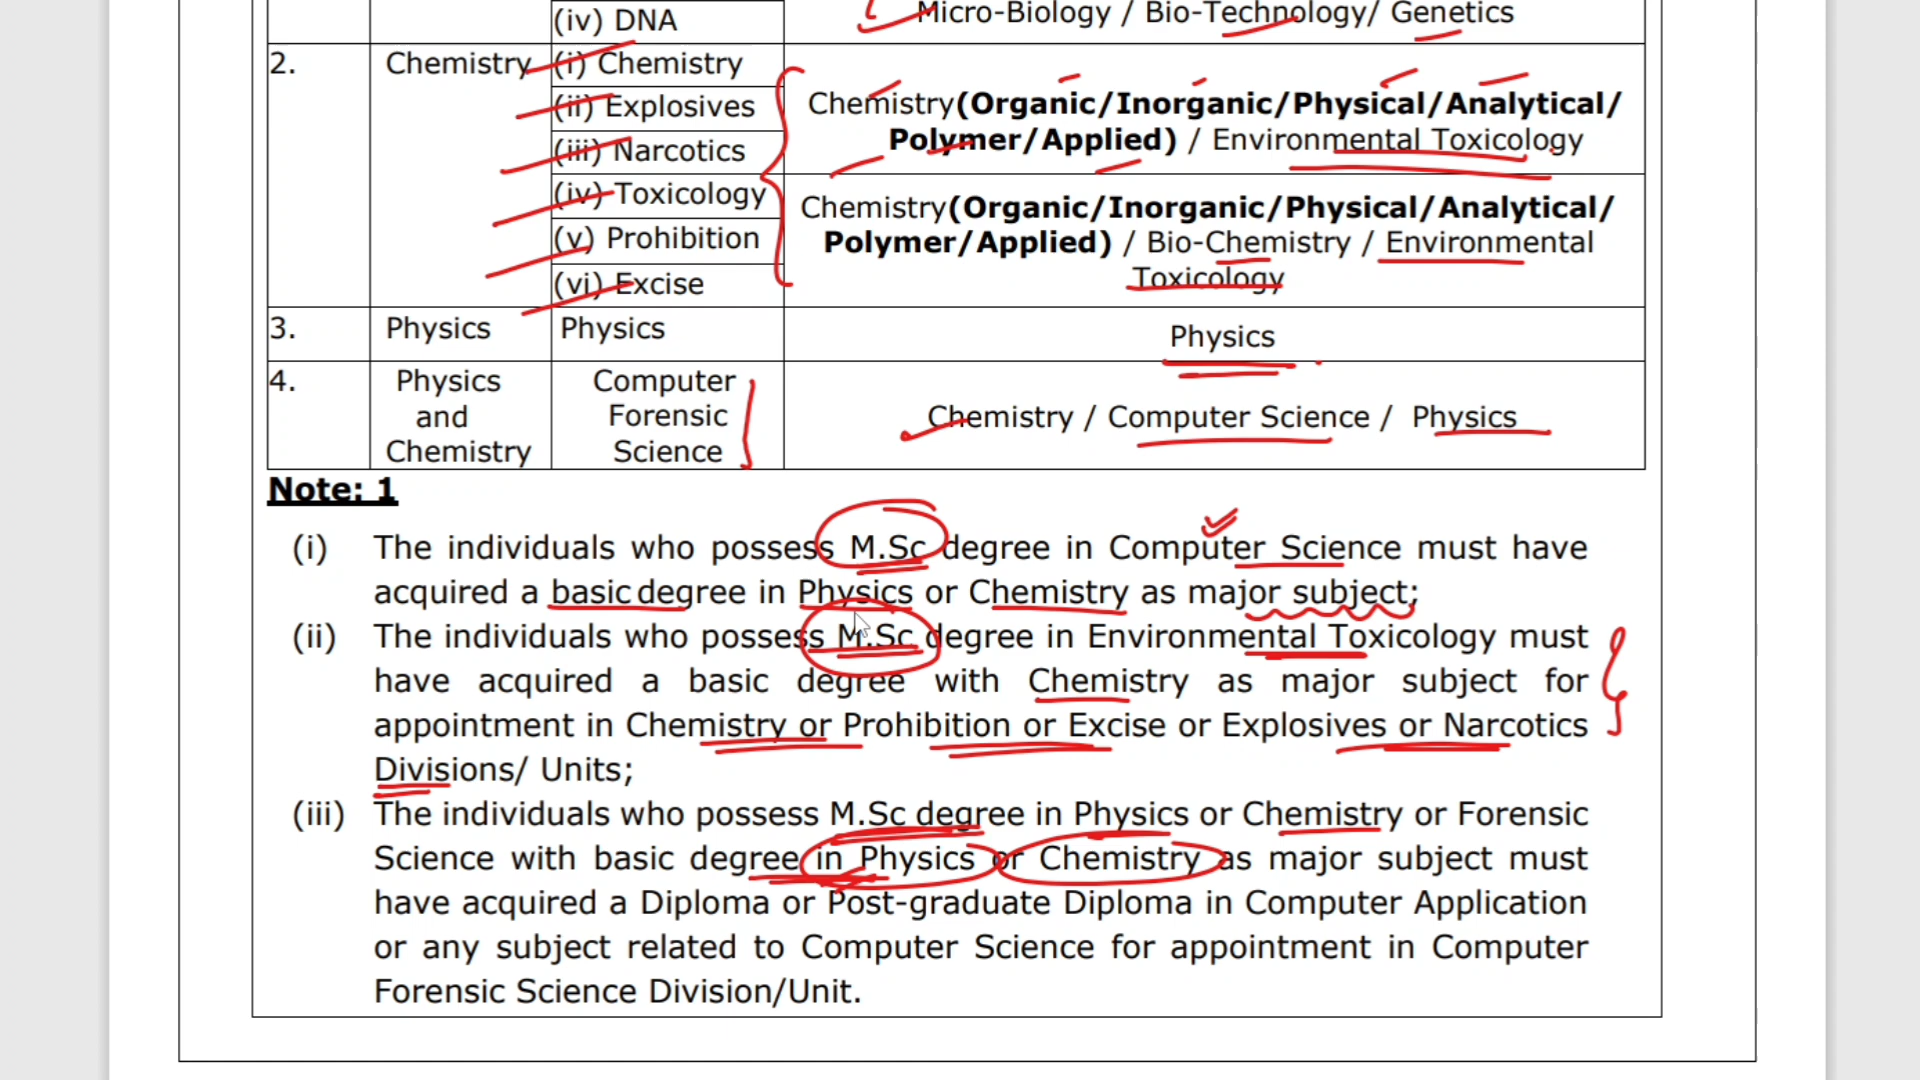 (iv) DNA
Micro-Biology / Bio-Technology/ Genetics
2.
Chemistry
(i) Chemistry
(ii) Explosives
(iii) Narcotics
(iv) Toxicology
(v) Prohibition
(vi) Excise
Chemistry(Organic/Inorganic/Physical/Analytical/
Polymer/Applied) / Environmental Toxicology
Chemistry(Organic/Inorganic/Physical/Analytical/
Polymer/Applied) / Bio-Chemistry / Environmental
Toxicology
3.
Physics
Physics
Physics
4.
Physics
and
Chemistry
Computer
Forensic
Science
Chemistry / Computer Science / Physics
Note: 1
(i) The individuals who possess M.Sc degree in Computer Science must have
acquired a basic degree in Physics or Chemistry as major subject;
(ii) The individuals who possess M.Sc degree in Environmental Toxicology must
have acquired a basic degree with Chemistry as major subject for
appointment in Chemistry or Prohibition or Excise or Explosives or Narcotics
Divisions/ Units;
(iii) The individuals who possess M.Sc degree in Physics or Chemistry or Forensic
Science with basic degree in Physics or Chemistry as major subject must
have acquired a Diploma or Post-graduate Diploma in Computer Application
or any subject related to Computer Science for appointment in Computer
Forensic Science Division/Unit.